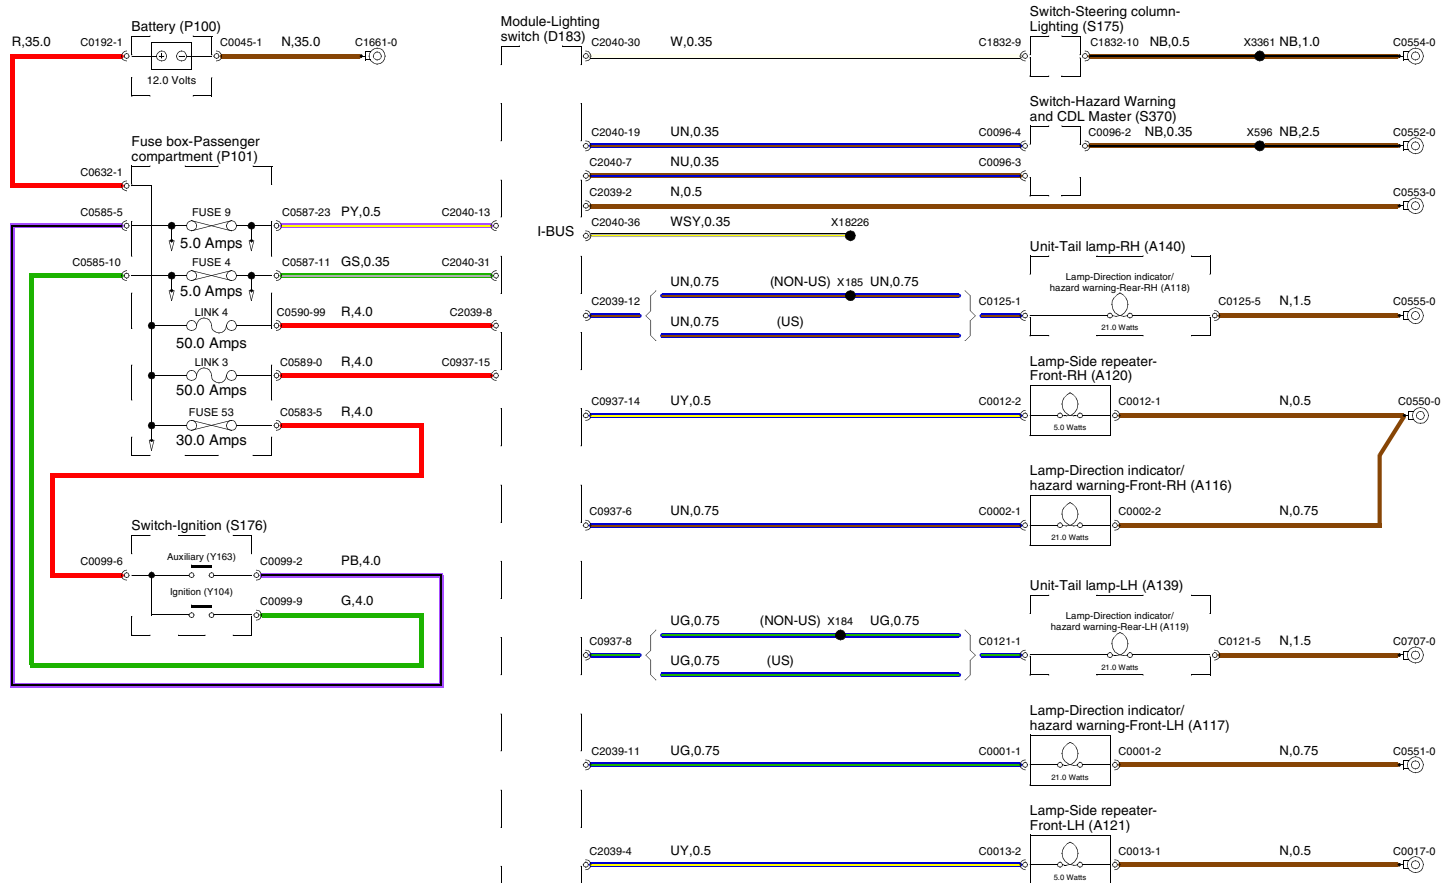 Battery (P100)
R,35.0
C0192-1
C0045-1
N,35.0
C1661-0
12.0 Volts
Fuse box-Passenger
compartment (P101)
C0632-1
C0585-5
FUSE 9
5.0 Amps
C0587-23
PY,0.5
C2040-13
C0585-10
FUSE 4
5.0 Amps
C0587-11
GS,0.35
C2040-31
LINK 4
50.0 Amps
C0590-99
R,4.0
C2039-8
LINK 3
50.0 Amps
C0589-0
R,4.0
C0937-15
FUSE 53
30.0 Amps
C0583-5
R,4.0
Switch-Ignition (S176)
C0099-6
Auxiliary (Y163)
C0099-2
PB,4.0
Ignition (Y104)
C0099-9
G,4.0
Module-Lighting
switch (D183)
I-BUS
C2040-30
W,0.35
C1832-9
Switch-Steering column-
Lighting (S175)
C1832-10
NB,0.5
X3361
NB,1.0
C0554-0
Switch-Hazard Warning
and CDL Master (S370)
C2040-19
UN,0.35
C0096-4
C0096-2
NB,0.35
X596
NB,2.5
C0552-0
C2040-7
NU,0.35
C0096-3
C2039-2
N,0.5
C0553-0
C2040-36
WSY,0.35
X18226
Unit-Tail lamp-RH (A140)
Lamp-Direction indicator/
hazard warning-Rear-RH (A118)
21.0 Watts
C2039-12
UN,0.75
(NON-US)
X185
UN,0.75
UN,0.75
(US)
C0125-1
C0125-5
N,1.5
C0555-0
Lamp-Side repeater-
Front-RH (A120)
C0937-14
UY,0.5
C0012-2
5.0 Watts
C0012-1
N,0.5
C0550-0
Lamp-Direction indicator/
hazard warning-Front-RH (A116)
C0937-6
UN,0.75
C0002-1
21.0 Watts
C0002-2
N,0.75
Unit-Tail lamp-LH (A139)
Lamp-Direction indicator/
hazard warning-Rear-LH (A119)
21.0 Watts
C0937-8
UG,0.75
(NON-US)
X184
UG,0.75
UG,0.75
(US)
C0121-1
C0121-5
N,1.5
C0707-0
Lamp-Direction indicator/
hazard warning-Front-LH (A117)
C2039-11
UG,0.75
C0001-1
21.0 Watts
C0001-2
N,0.75
C0551-0
Lamp-Side repeater-
Front-LH (A121)
C2039-4
UY,0.5
C0013-2
5.0 Watts
C0013-1
N,0.5
C0017-0